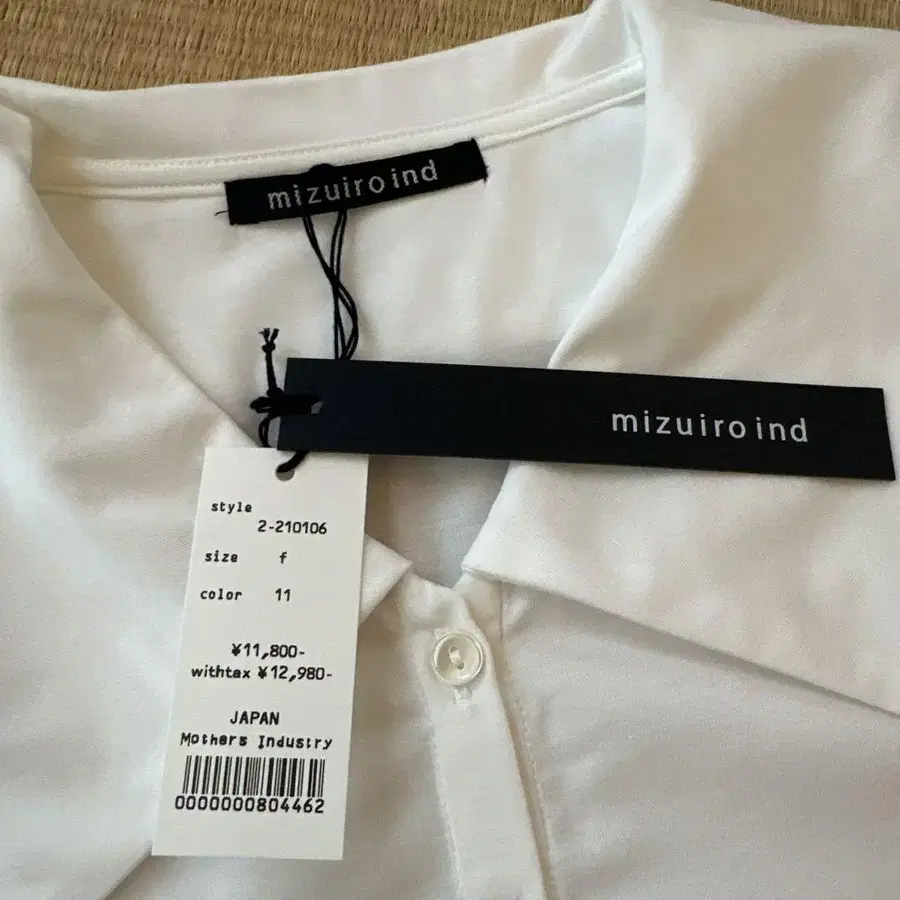 mizuiro ind
mizuiro ind
style
2-210106
size f
color 11
¥11,800-
withtax ¥12,980-
JAPAN
Mothers Industry
0000000804462